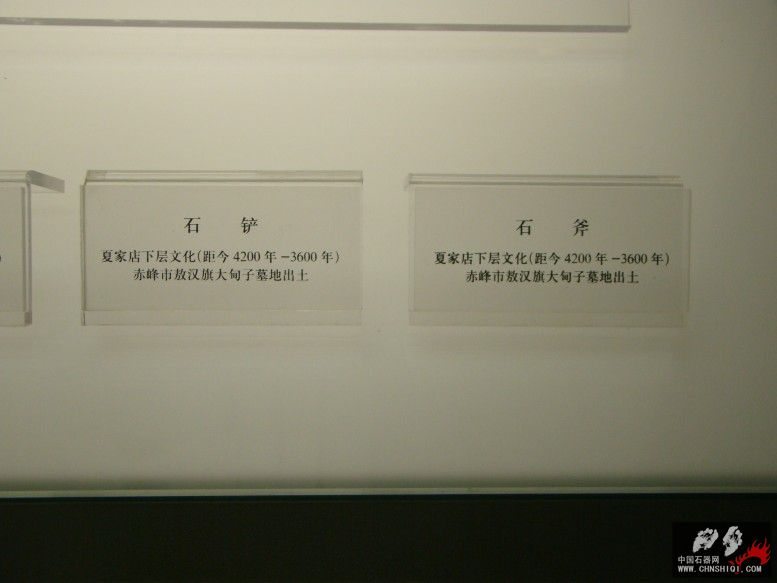 石 铲
夏家店下层文化(距今 4200 年-3600 年)
赤峰市敖汉旗大甸子墓地出土
石 斧
夏家店下层文化(距今 4200 年-3600 年)
赤峰市敖汉旗大甸子墓地出土
中国石器网
WWW.CHNSHIQI.COM